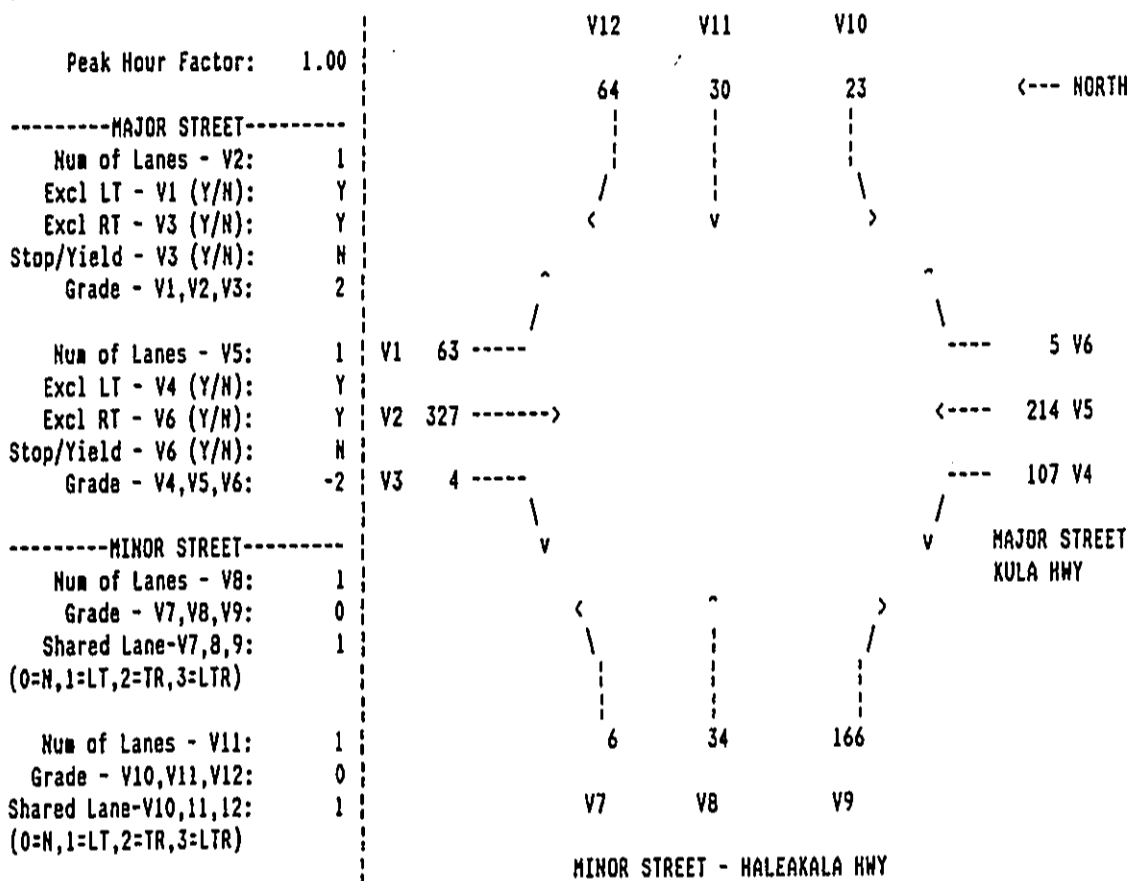 V12 V11 V10
Peak Hour Factor: 1.00
64 30 23 <--- NORTH
---------MAJOR STREET---------
Num of Lanes - V2: 1
Excl LT - V1 (Y/N): Y
Excl RT - V3 (Y/N): Y
Stop/Yield - V3 (Y/N): N
Grade - V1,V2,V3: 2
Num of Lanes - V5: 1 V1 63 ----- ---- 5 V6
Excl LT - V4 (Y/N): Y
Excl RT - V6 (Y/N): Y V2 327 -------> <---- 214 V5
Stop/Yield - V6 (Y/N): N
Grade - V4,V5,V6: -2 V3 4 ----- ---- 107 V4
---------MINOR STREET--------- MAJOR STREET
Num of Lanes - V8: 1 KULA HWY
Grade - V7,V8,V9: 0
Shared Lane-V7,8,9: 1
(0=N,1=LT,2=TR,3=LTR)
Num of Lanes - V11: 1 6 34 166
Grade - V10,V11,V12: 0
Shared Lane-V10,11,12: 1 V7 V8 V9
(0=N,1=LT,2=TR,3=LTR)
MINOR STREET - HALEAKALA HWY